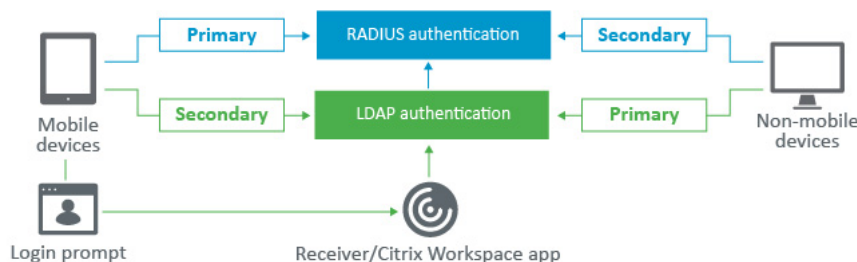 Primary
RADIUS authentication
Secondary
Secondary
LDAP authentication
Primary
Mobile
devices
Non-mobile
devices
Login prompt
Receiver/Citrix Workspace app